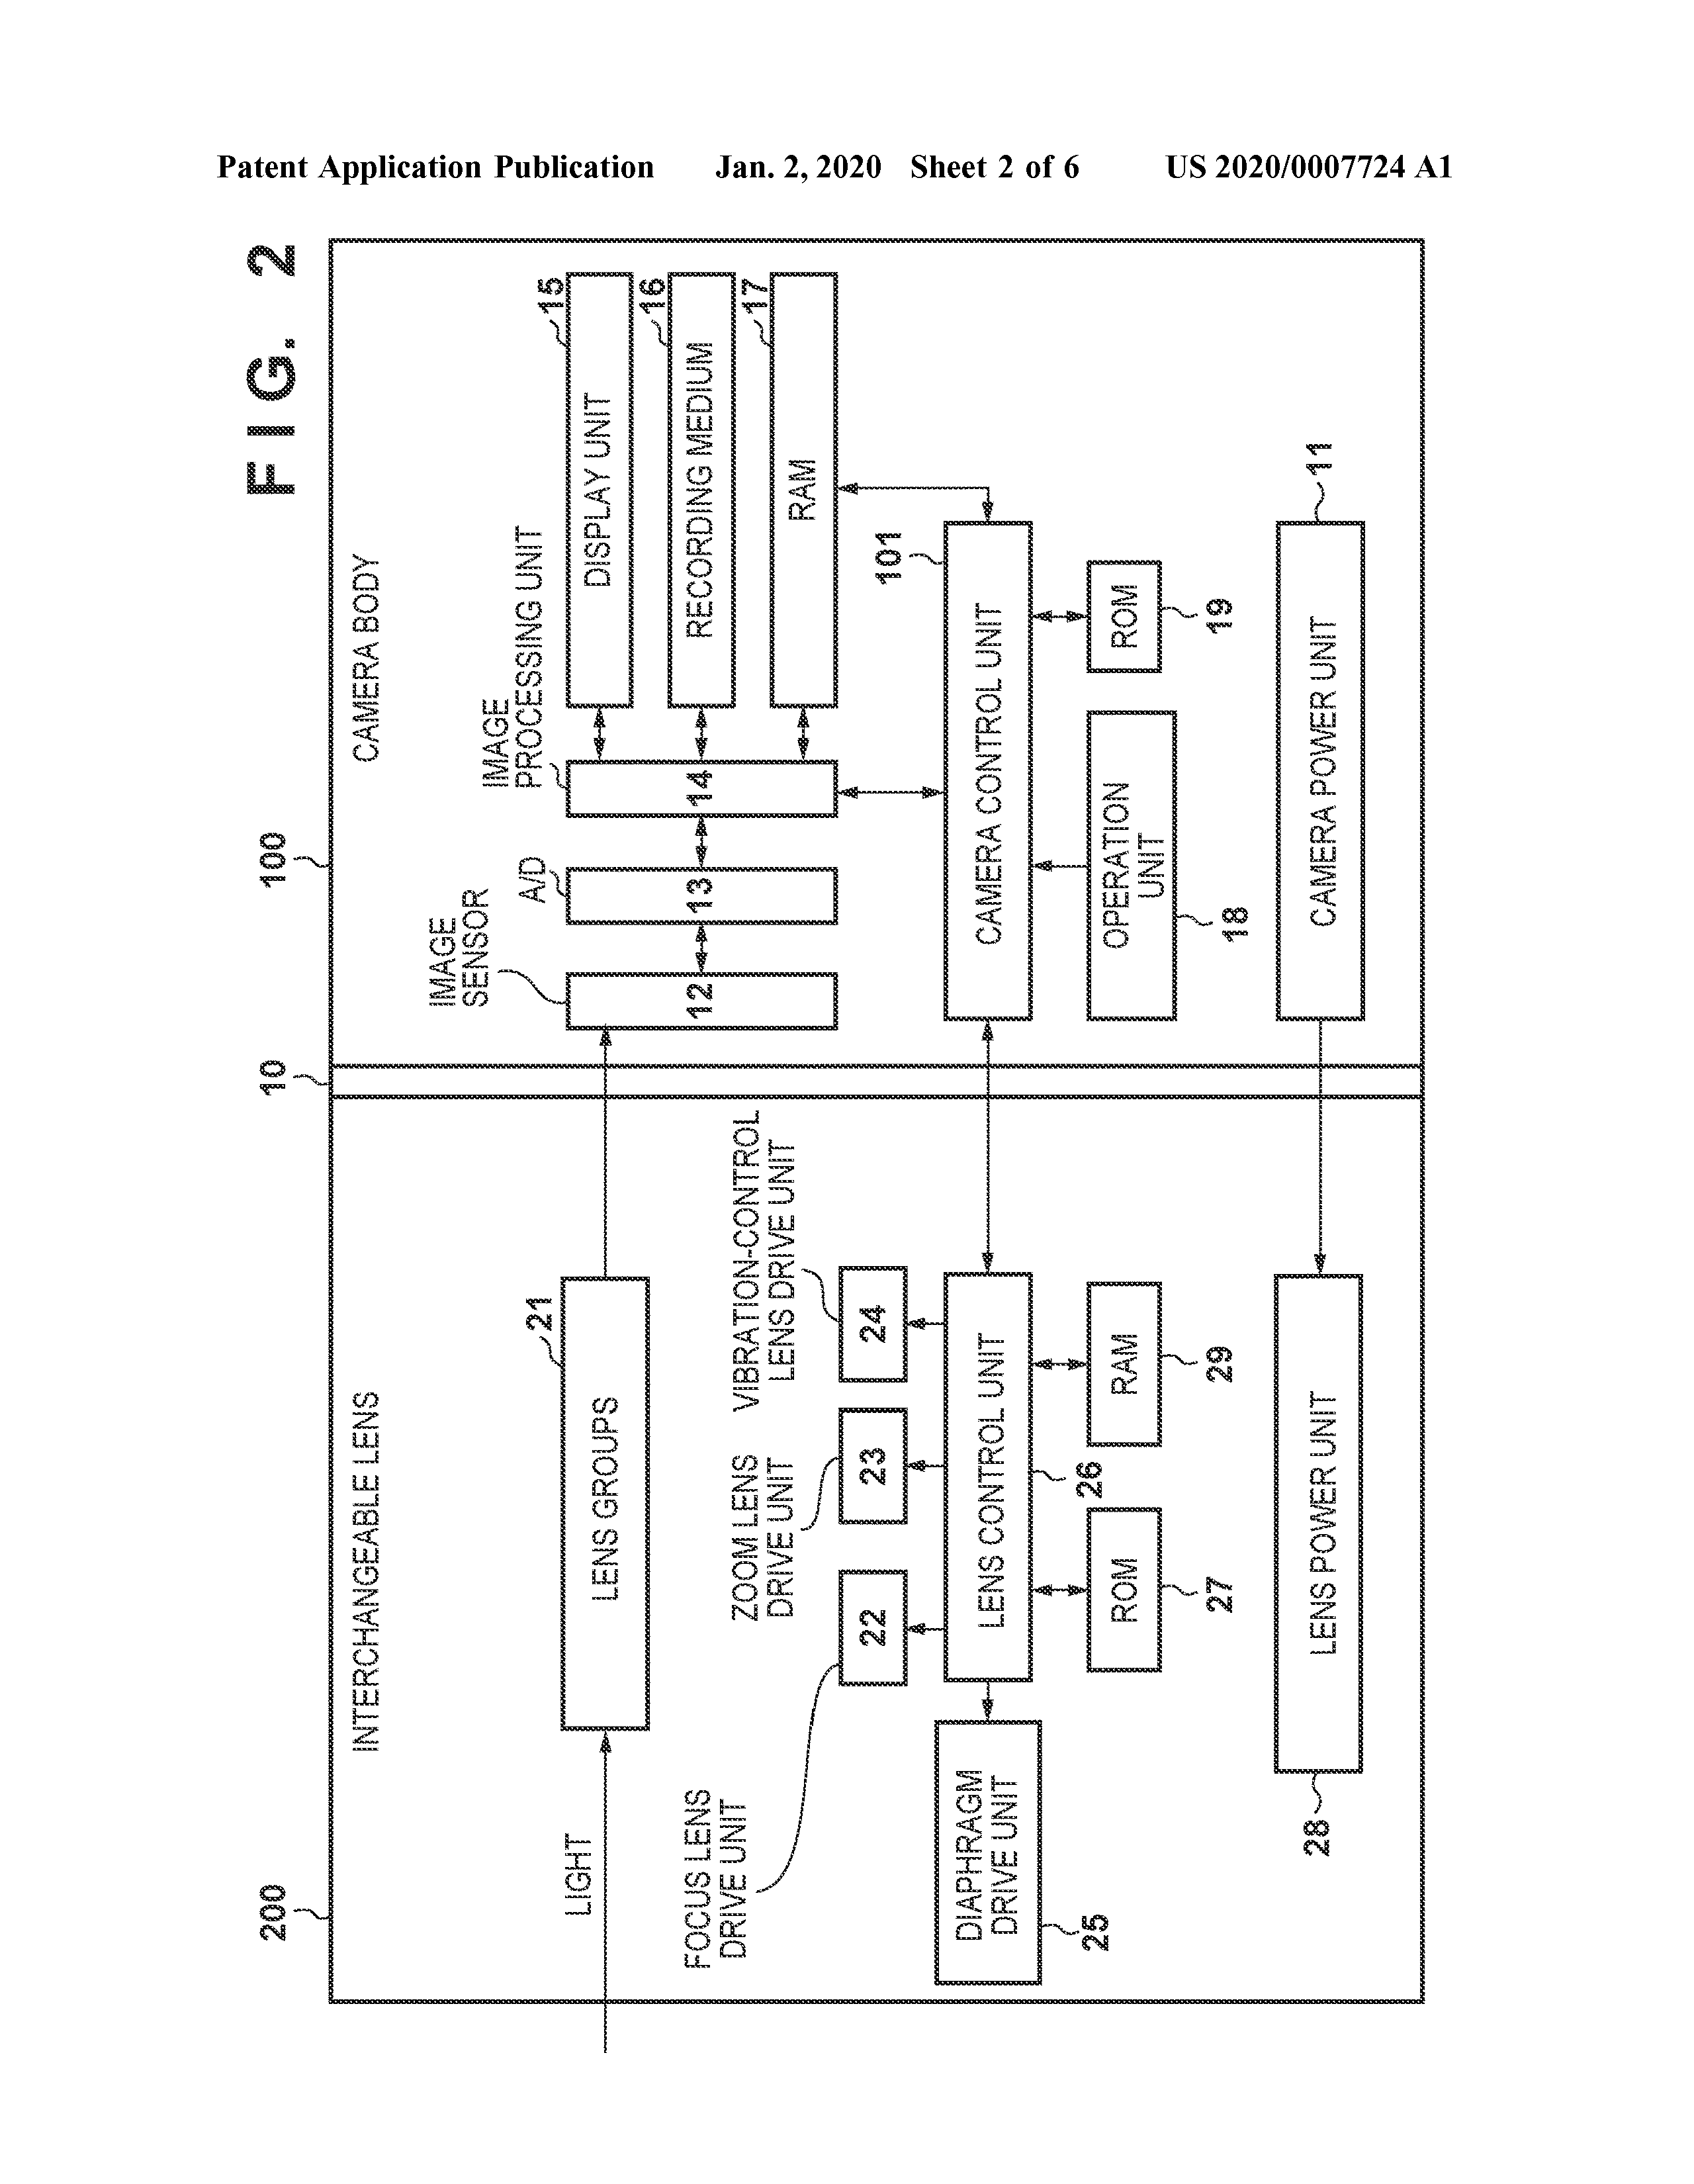 Patent Application Publication Jan. 2, 2020 Sheet 2 of 6 US 2020/0007724 A1
FIG. 2
200
10
100
INTERCHANGEABLE LENS
CAMERA BODY
LIGHT
LENS GROUPS
21
IMAGE
SENSOR
12
A/D
13
IMAGE
PROCESSING UNIT
14
DISPLAY UNIT
15
RECORDING MEDIUM
16
RAM
17
FOCUS LENS
DRIVE UNIT
22
ZOOM LENS
DRIVE UNIT
23
VIBRATION-CONTROL
LENS DRIVE UNIT
24
DIAPHRAGM
DRIVE UNIT
25
LENS CONTROL UNIT
26
CAMERA CONTROL UNIT
101
ROM
27
RAM
29
OPERATION
UNIT
18
ROM
19
LENS POWER UNIT
28
CAMERA POWER UNIT
11